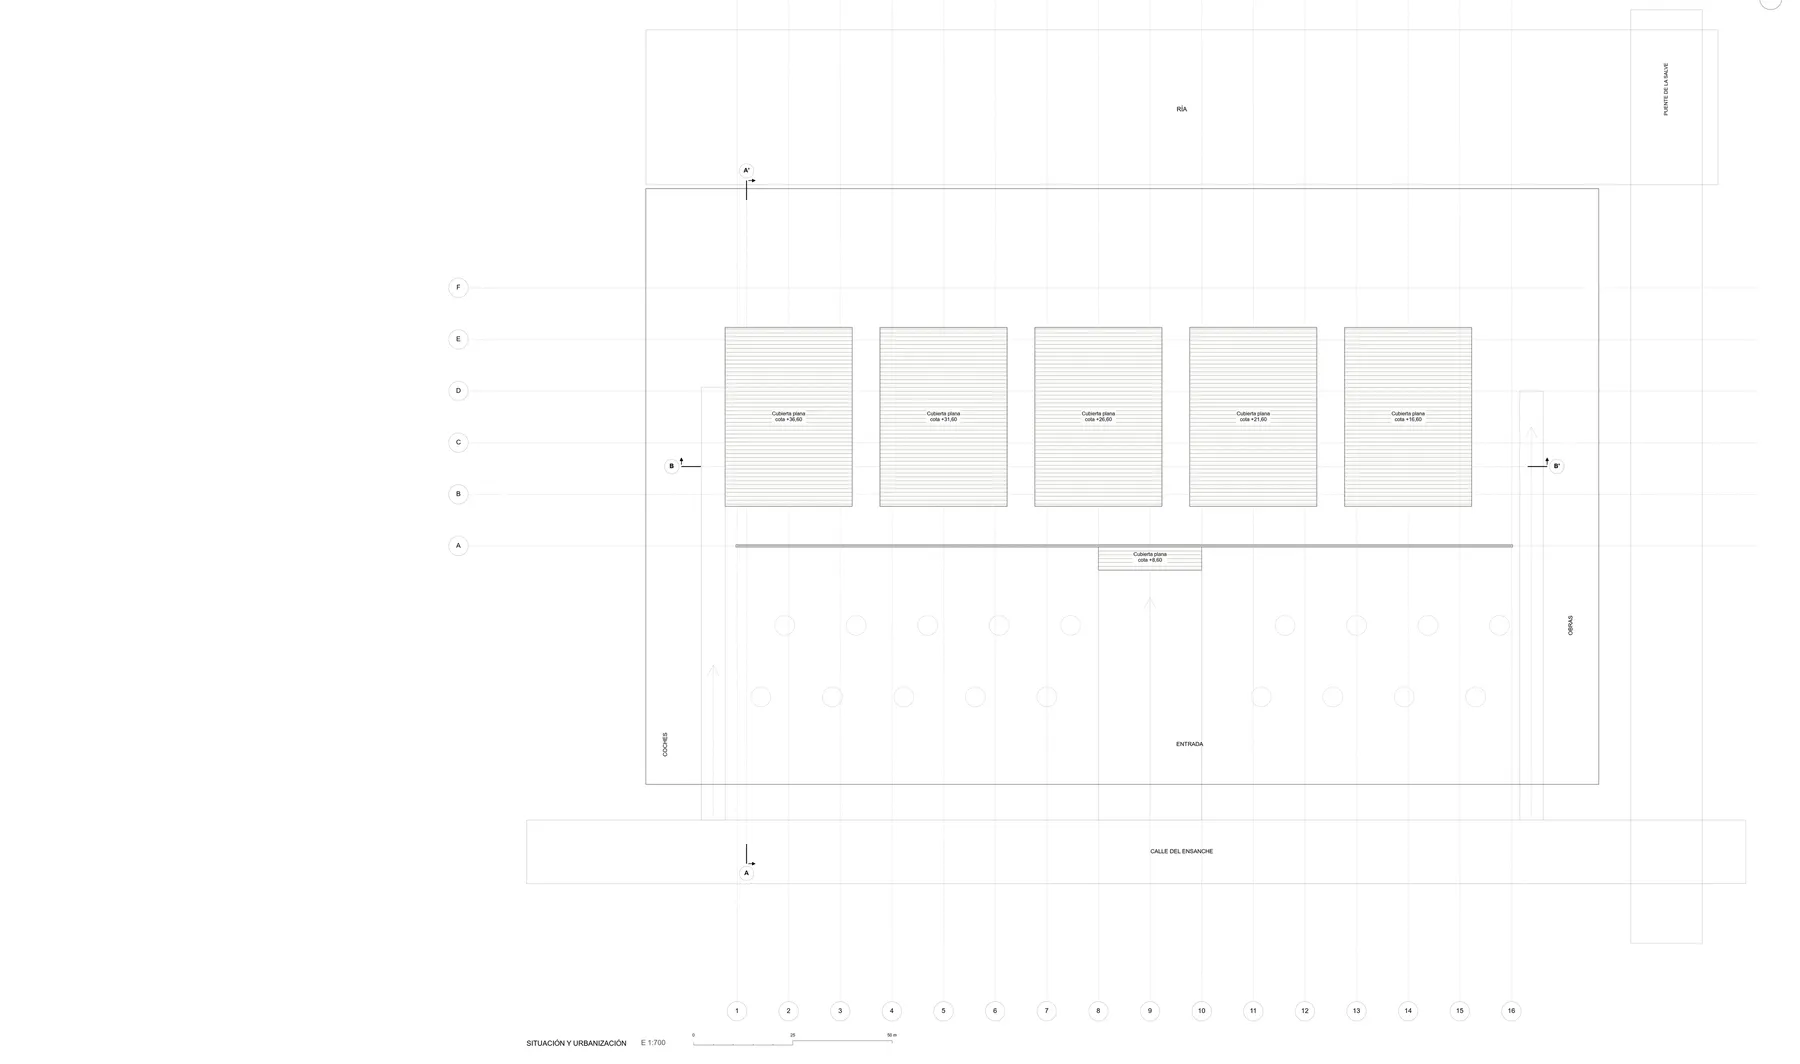 PUENTE DE LA SALVE
RÍA
A'
F
E
D
Cubierta plana
cota +36,60
Cubierta plana
cota +31,60
Cubierta plana
cota +26,60
Cubierta plana
cota +21,60
Cubierta plana
cota +16,60
C
B
B'
B
A
Cubierta plana
cota +8,60
OBRAS
COCHES
ENTRADA
CALLE DEL ENSANCHE
A
1 2 3 4 5 6 7 8 9 10 11 12 13 14 15 16
0 25 50 m
SITUACIÓN Y URBANIZACIÓN E 1:700